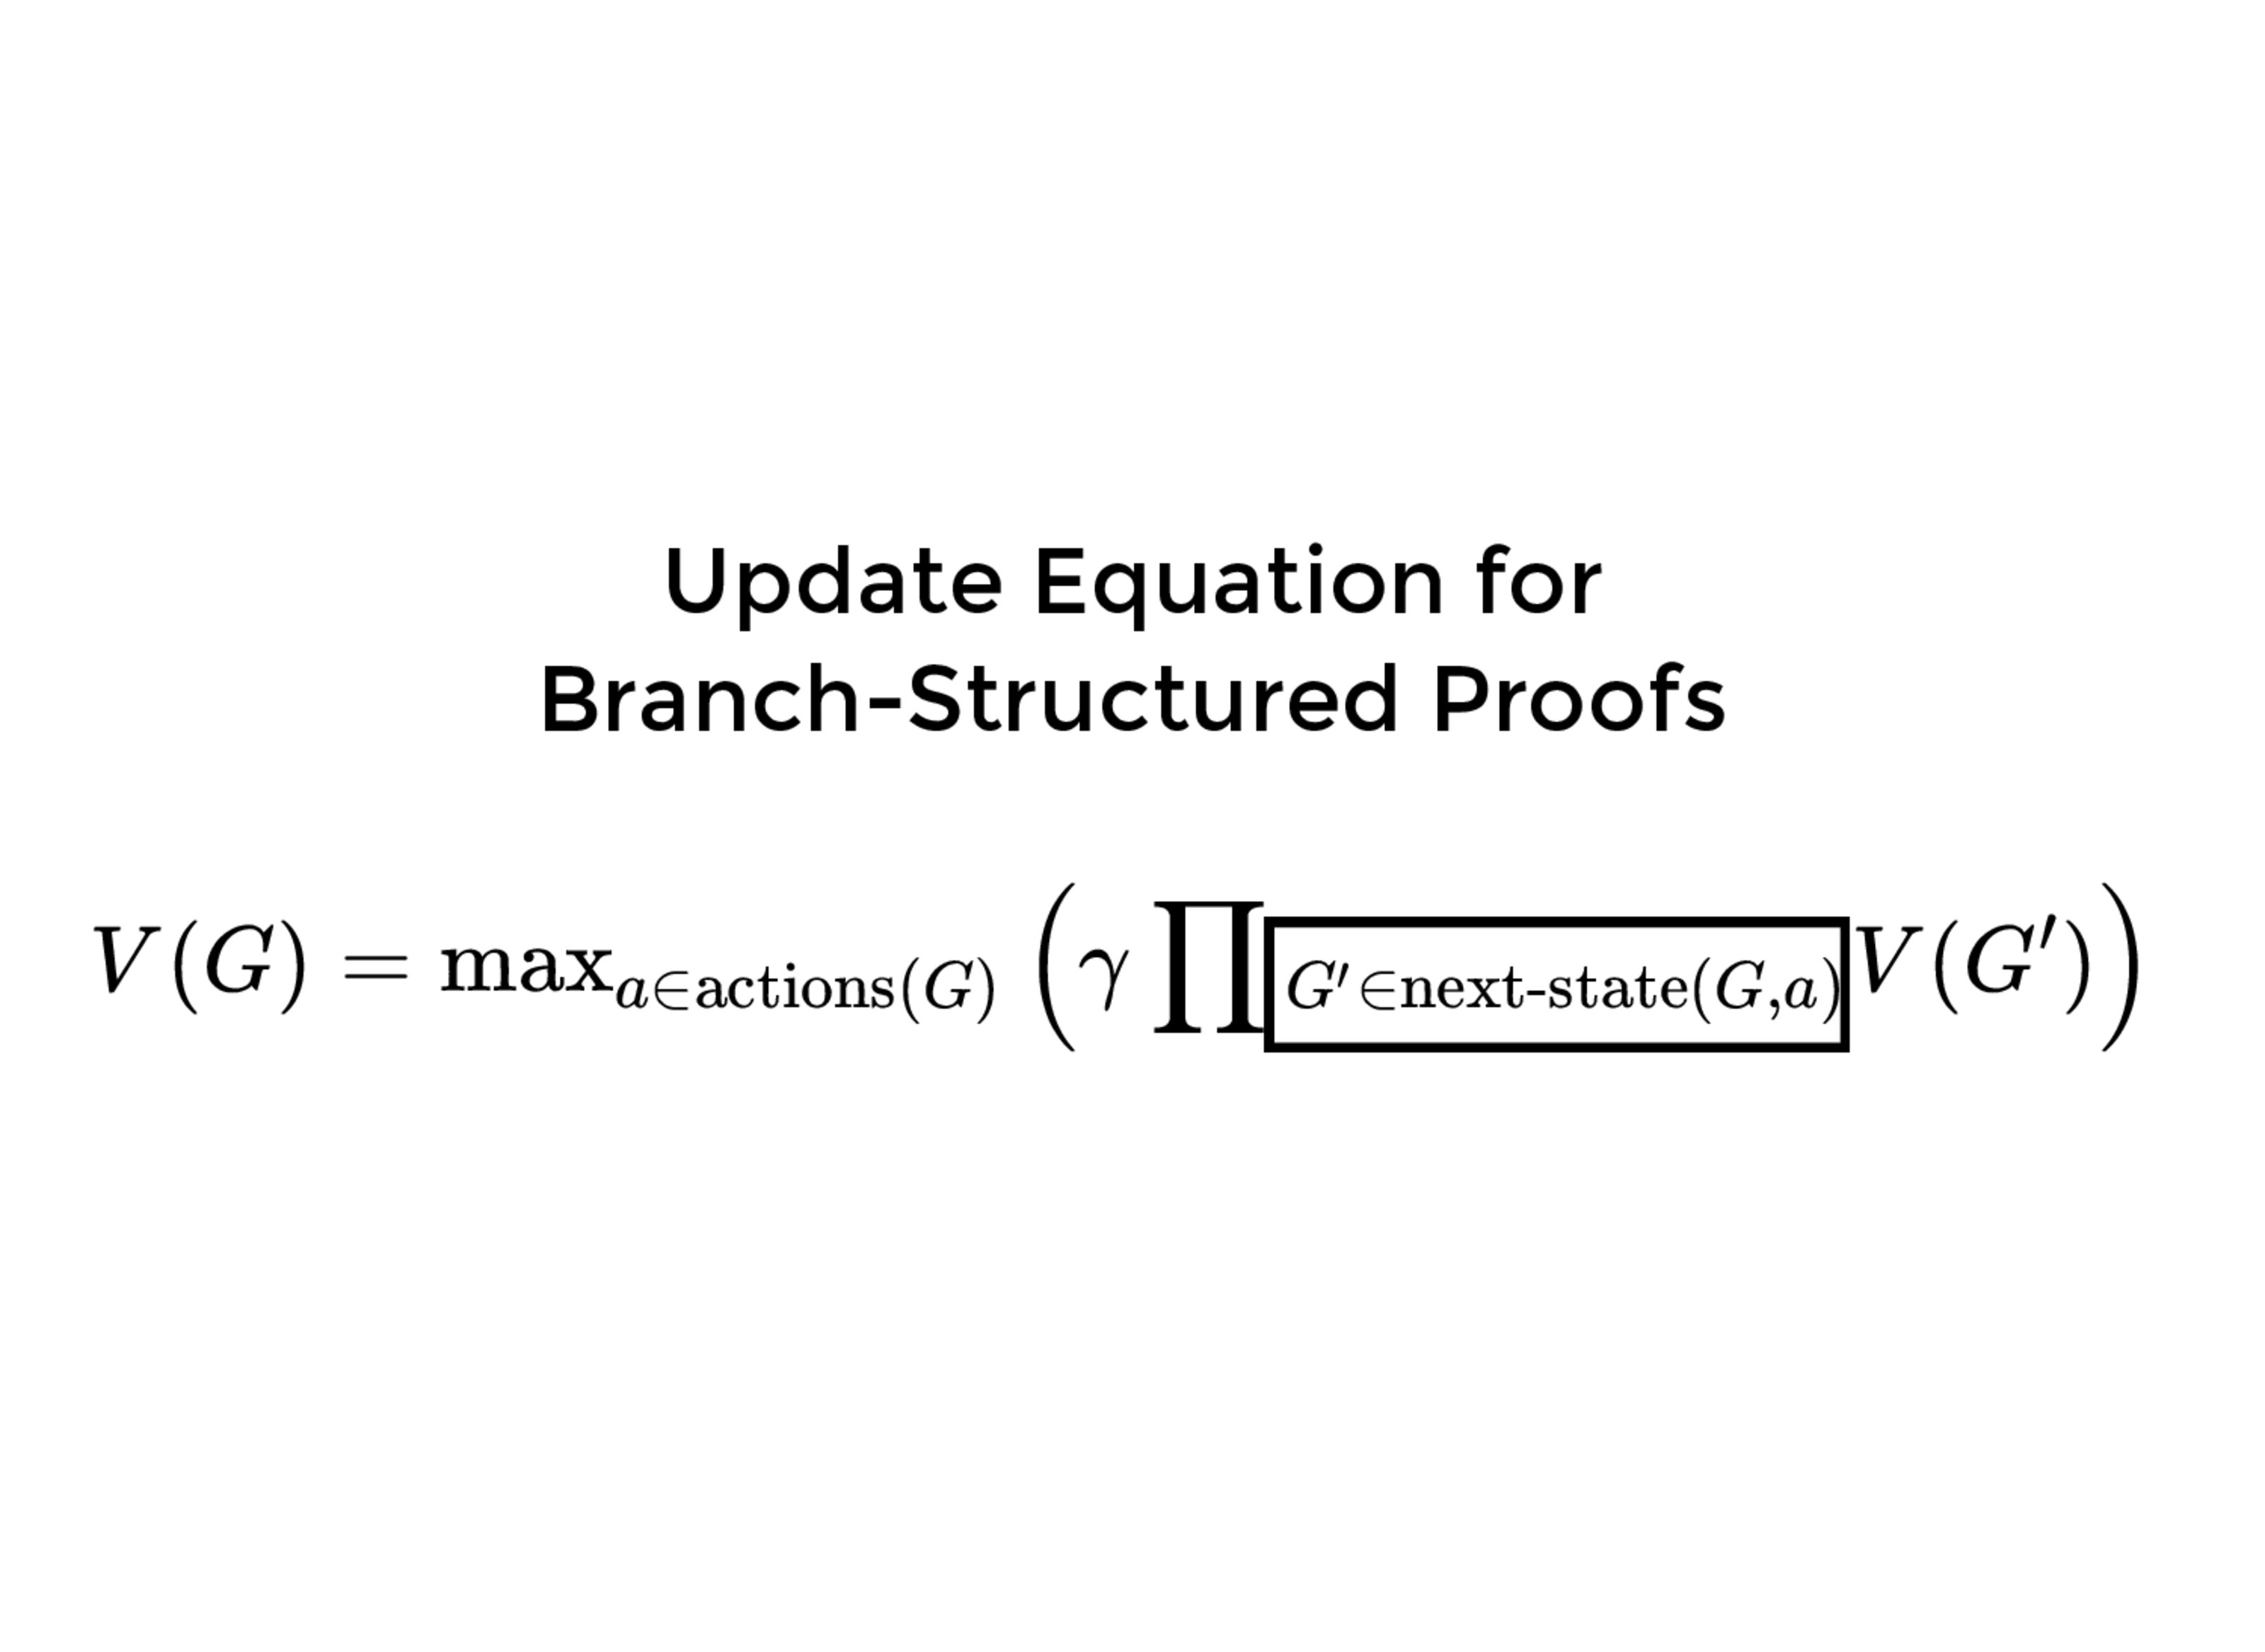 Update Equation for
Branch-Structured Proofs
V(G) = max_{a∈actions(G)} (γ ∏_{G′∈next-state(G,a)} V(G′))